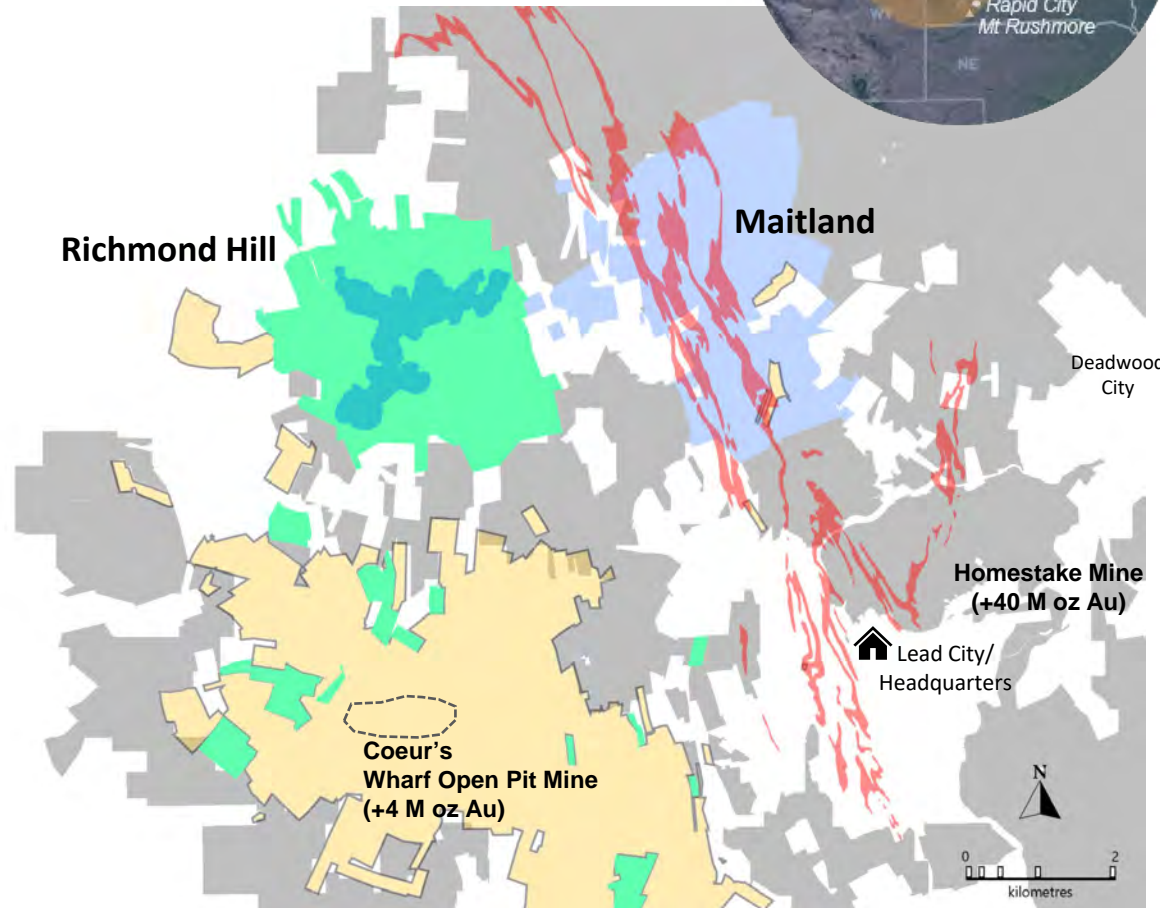 Rapid City
WY
Mt Rushmore
NE
Richmond Hill
Maitland
Deadwood
City
Homestake Mine
(+40 M oz Au)
Lead City/
Headquarters
Coeur's
Wharf Open Pit Mine
(+4 M oz Au)
N
0 2
kilometres